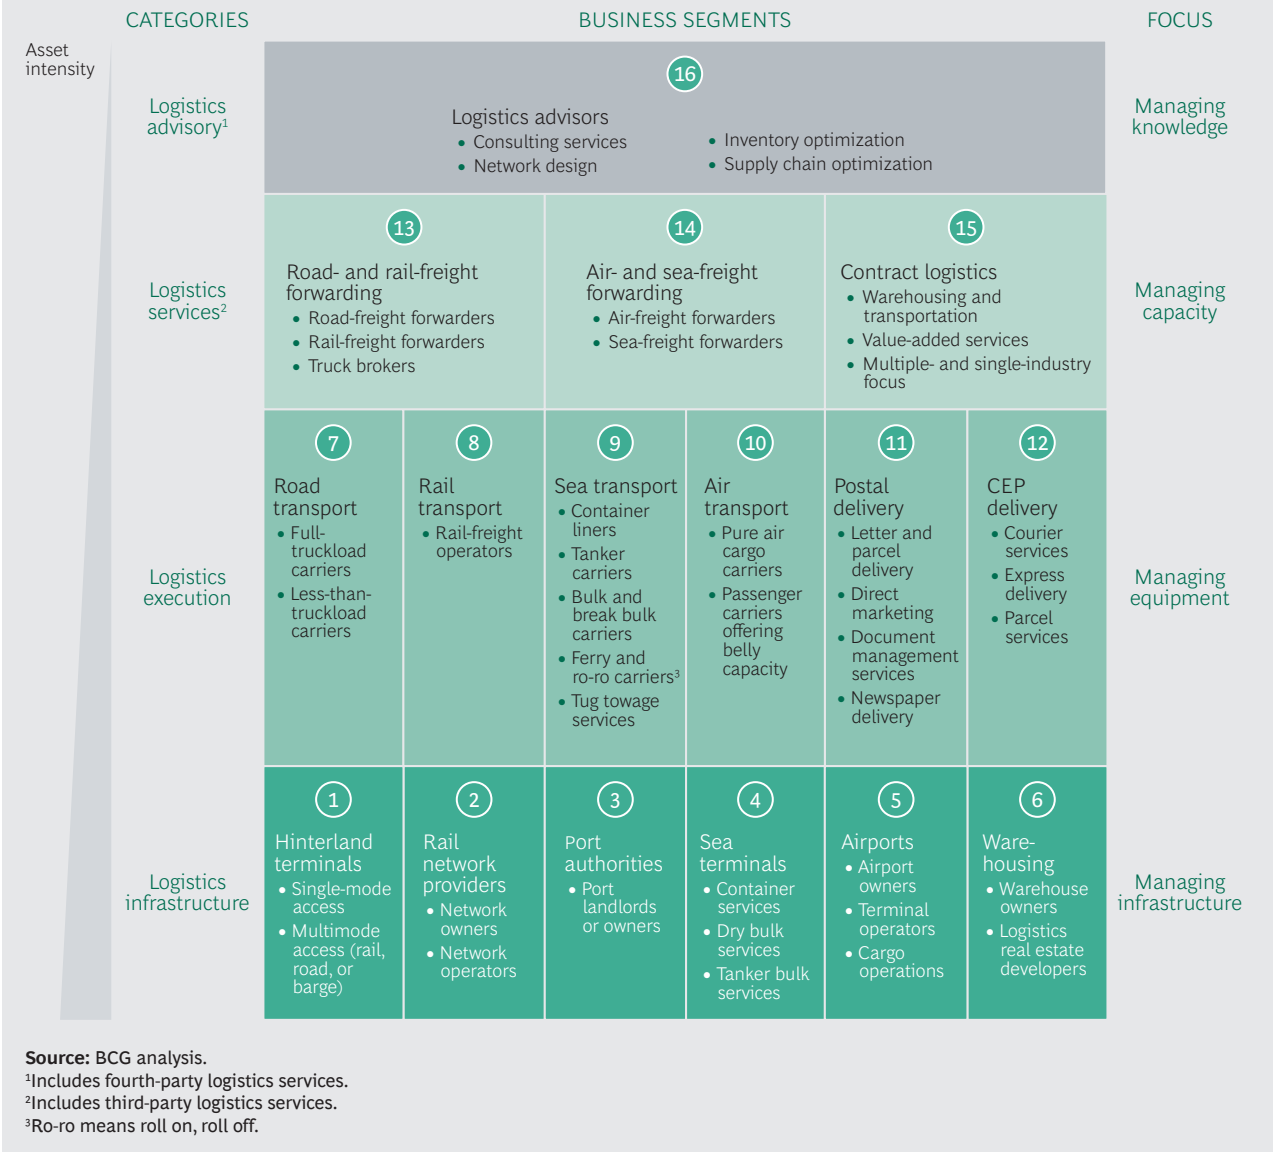 CATEGORIES
BUSINESS SEGMENTS
FOCUS
Asset
intensity
Logistics
advisory¹
16
Logistics advisors
• Consulting services
• Network design
• Inventory optimization
• Supply chain optimization
Managing
knowledge
Logistics
services²
13
Road- and rail-freight
forwarding
• Road-freight forwarders
• Rail-freight forwarders
• Truck brokers
14
Air- and sea-freight
forwarding
• Air-freight forwarders
• Sea-freight forwarders
15
Contract logistics
• Warehousing and
transportation
• Value-added services
• Multiple- and single-industry
focus
Managing
capacity
Logistics
execution
7
Road
transport
• Full-
truckload
carriers
• Less-than-
truckload
carriers
8
Rail
transport
• Rail-freight
operators
9
Sea transport
• Container
liners
• Tanker
carriers
• Bulk and
break bulk
carriers
• Ferry and
ro-ro carriers³
• Tug towage
services
10
Air
transport
• Pure air
cargo
carriers
• Passenger
carriers
offering
belly
capacity
11
Postal
delivery
• Letter and
parcel
delivery
• Direct
marketing
• Document
management
services
• Newspaper
delivery
12
CEP
delivery
• Courier
services
• Express
delivery
• Parcel
services
Managing
equipment
Logistics
infrastructure
1
Hinterland
terminals
• Single-mode
access
• Multimode
access (rail,
road, or
barge)
2
Rail
network
providers
• Network
owners
• Network
operators
3
Port
authorities
• Port
landlords
or owners
4
Sea
terminals
• Container
services
• Dry bulk
services
• Tanker bulk
services
5
Airports
• Airport
owners
• Terminal
operators
• Cargo
operations
6
Ware-
housing
• Warehouse
owners
• Logistics
real estate
developers
Managing
infrastructure
Source: BCG analysis.
¹Includes fourth-party logistics services.
²Includes third-party logistics services.
³Ro-ro means roll on, roll off.